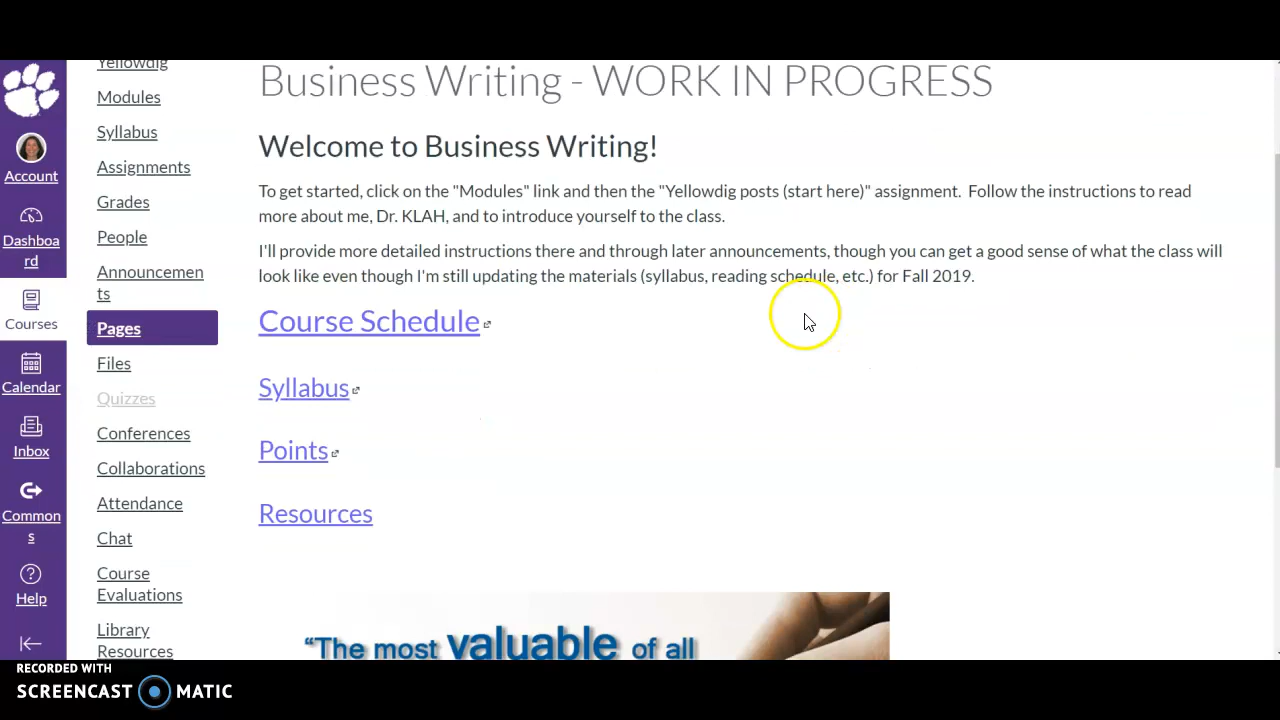 Yellowdig
Modules
Syllabus
Assignments
Grades
People
Announcemen
ts
Pages
Files
Quizzes
Conferences
Collaborations
Attendance
Chat
Course
Evaluations
Library
Resources
Account
Dashboa
rd
Courses
Calendar
Inbox
Common
s
Help
Business Writing - WORK IN PROGRESS
Welcome to Business Writing!
To get started, click on the "Modules" link and then the "Yellowdig posts (start here)" assignment.  Follow the instructions to read
more about me, Dr. KLAH, and to introduce yourself to the class.
I'll provide more detailed instructions there and through later announcements, though you can get a good sense of what the class will
look like even though I'm still updating the materials (syllabus, reading schedule, etc.) for Fall 2019.
Course Schedule
Syllabus
Points
Resources
“The most valuable of all
RECORDED WITH
SCREENCAST MATIC